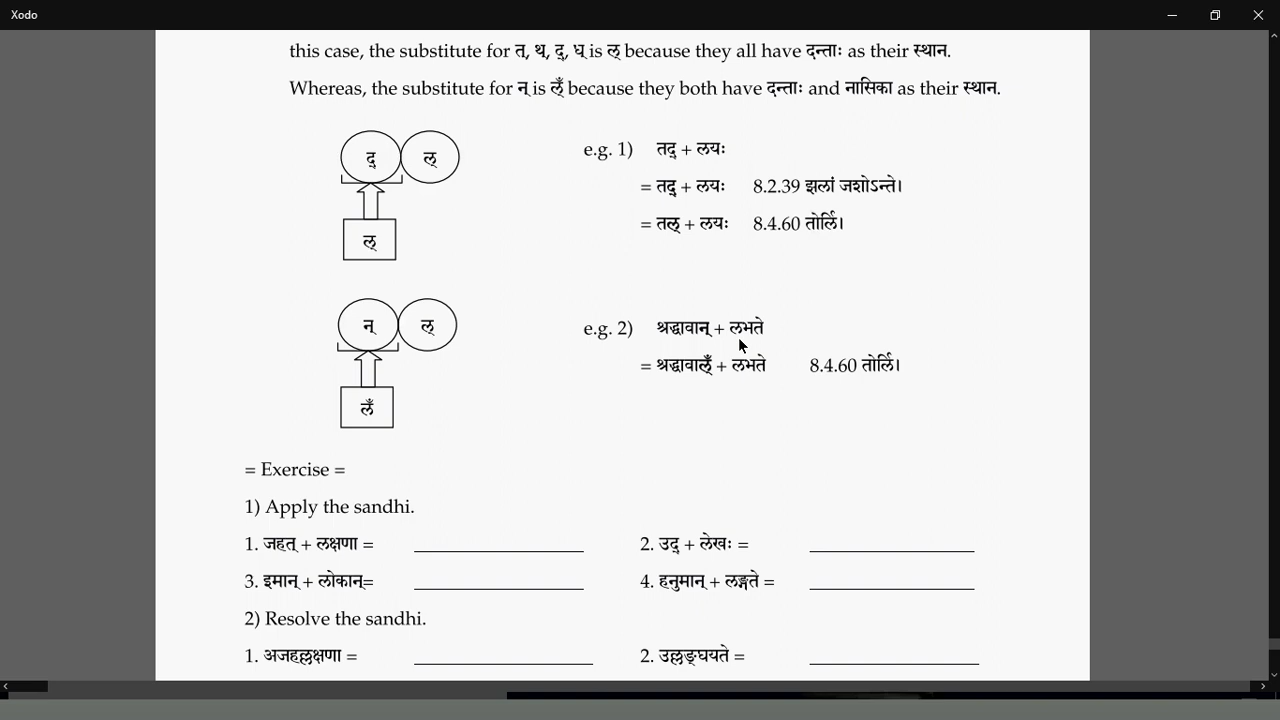 Xodo
this case, the substitute for त्, थ्, द्, ध् is ल् because they all have दन्ताः as their स्थान.
Whereas, the substitute for न् is लँ् because they both have दन्ताः and नासिका as their स्थान.
द् ल् e.g. 1) तद् + लयः
= तद् + लयः 8.2.39 झलां जशोऽन्ते।
= तल् + लयः 8.4.60 तोर्लि।
ल्
न् ल् e.g. 2) श्रद्धावान् + लभते
= श्रद्धावालँ् + लभते 8.4.60 तोर्लि।
लँ
= Exercise =
1) Apply the sandhi.
1. जहत् + लक्षणा = 2. उद् + लेखः =
3. इमान् + लोकान्= 4. हनुमान् + लङ्घते =
2) Resolve the sandhi.
1. अजहल्लक्षणा = 2. उल्लङ्घयते =